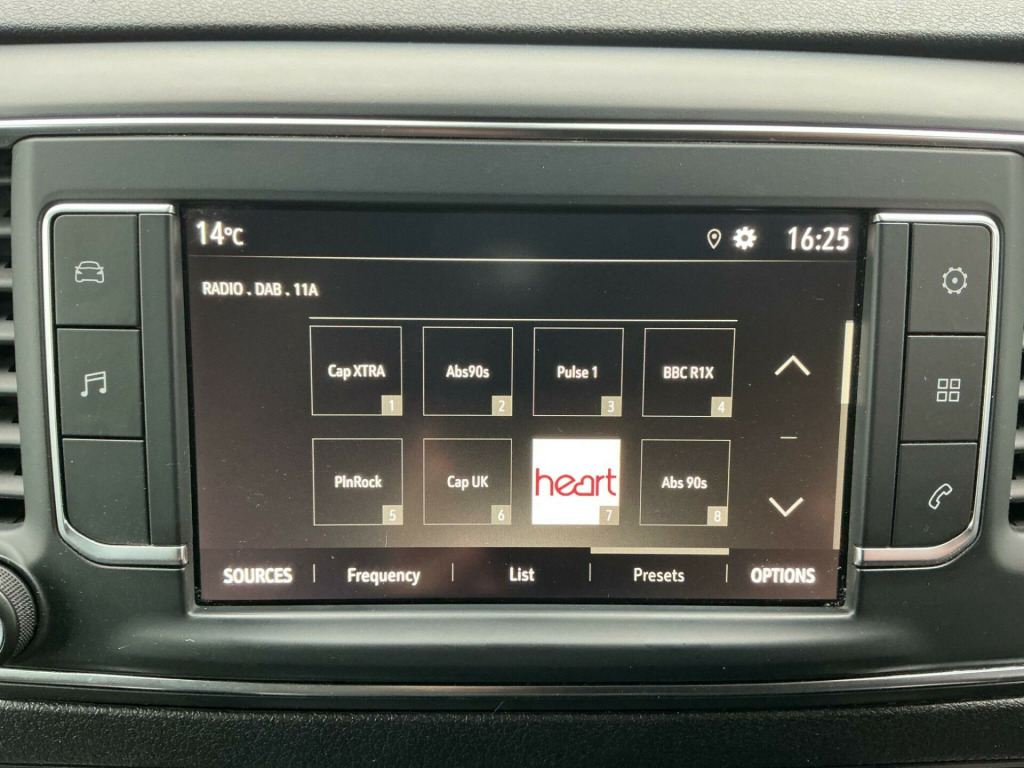 14°C 16:25
RADIO . DAB . 11A
Cap XTRA 1
Abs90s 2
Pulse 1 3
BBC R1X 4
PlnRock 5
Cap UK 6
heart 7
Abs 90s 8
SOURCES Frequency List Presets OPTIONS